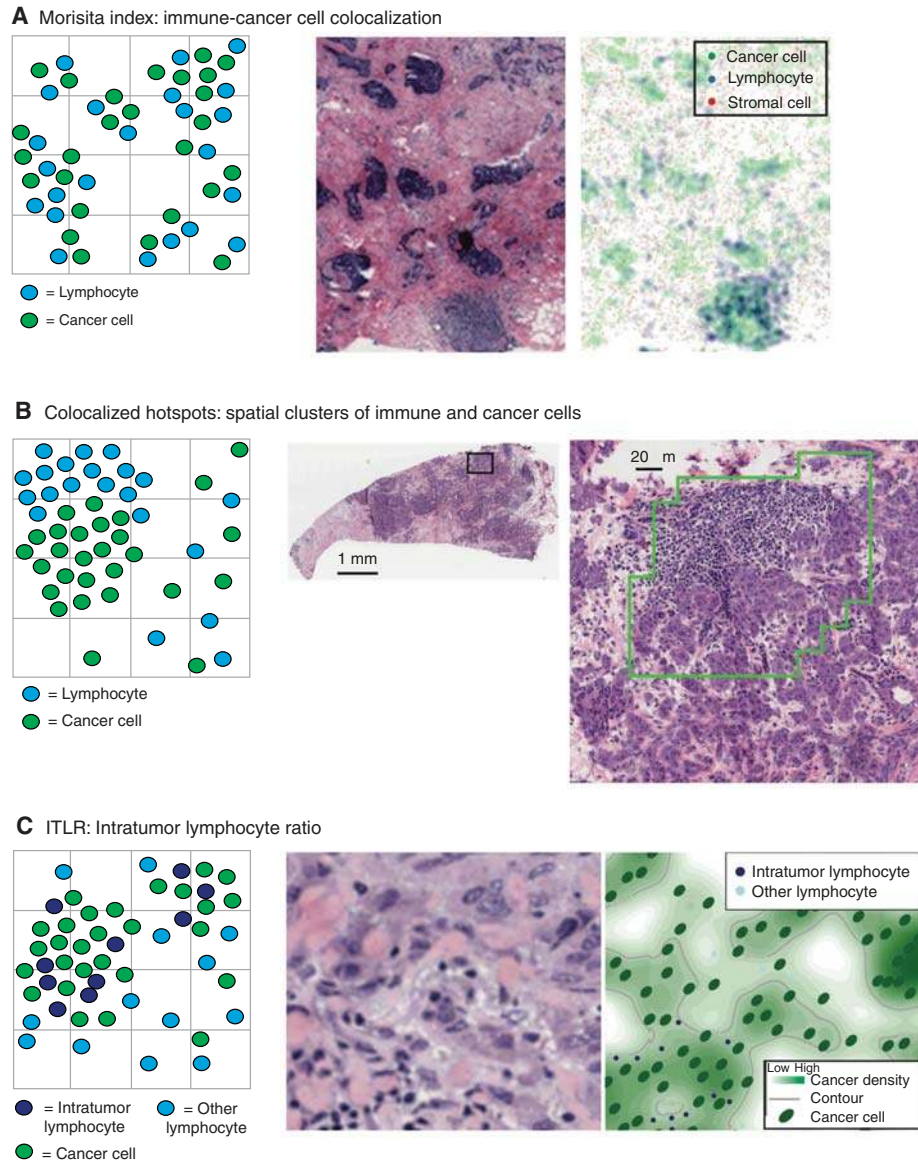 A Morisita index: immune-cancer cell colocalization
Cancer cell
Lymphocyte
Stromal cell
= Lymphocyte
= Cancer cell
B Colocalized hotspots: spatial clusters of immune and cancer cells
20 m
1 mm
= Lymphocyte
= Cancer cell
C ITLR: Intratumor lymphocyte ratio
Intratumor lymphocyte
Other lymphocyte
Low High
Cancer density
Contour
Cancer cell
= Intratumor = Other
lymphocyte lymphocyte
= Cancer cell